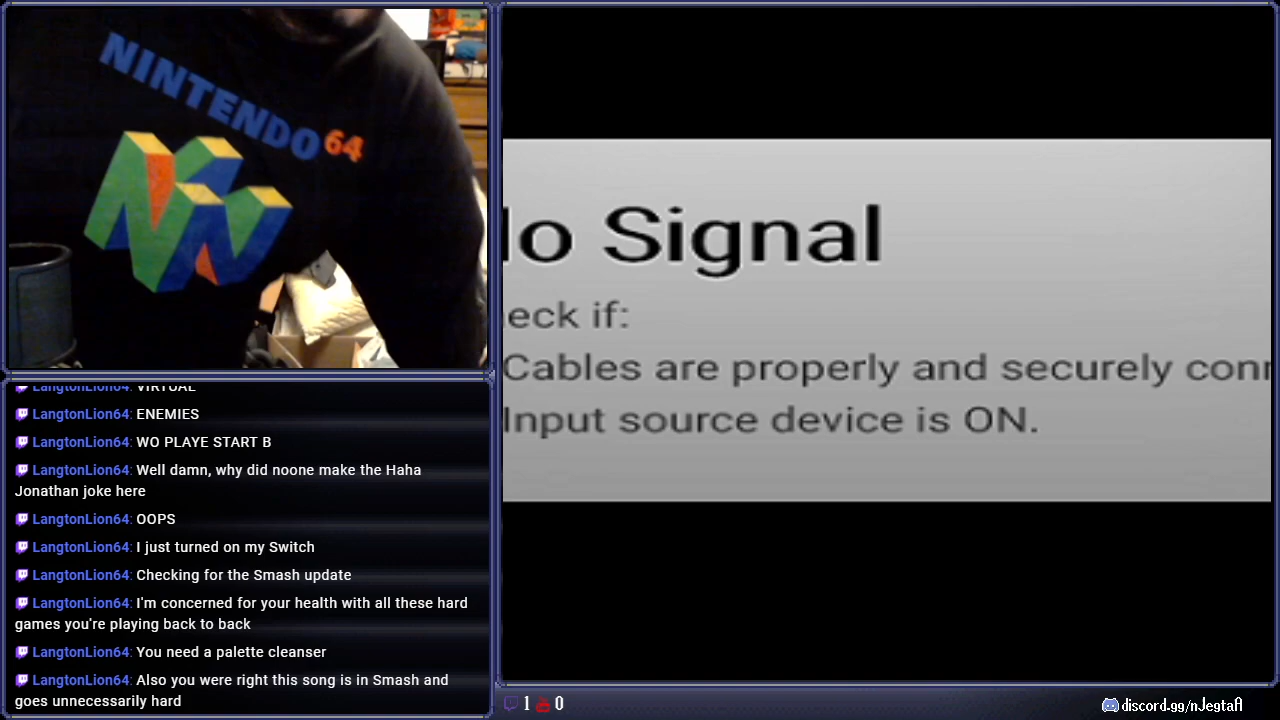 NINTENDO 64
LangtonLion64: VIRTUAL
LangtonLion64: ENEMIES
LangtonLion64: WO PLAYE START B
LangtonLion64: Well damn, why did noone make the Haha
Jonathan joke here
LangtonLion64: OOPS
LangtonLion64: I just turned on my Switch
LangtonLion64: Checking for the Smash update
LangtonLion64: I'm concerned for your health with all these hard
games you're playing back to back
LangtonLion64: You need a palette cleanser
LangtonLion64: Also you were right this song is in Smash and
goes unnecessarily hard
o Signal
eck if:
Cables are properly and securely conn
Input source device is ON.
1 0
discord.gg/nJegtafl